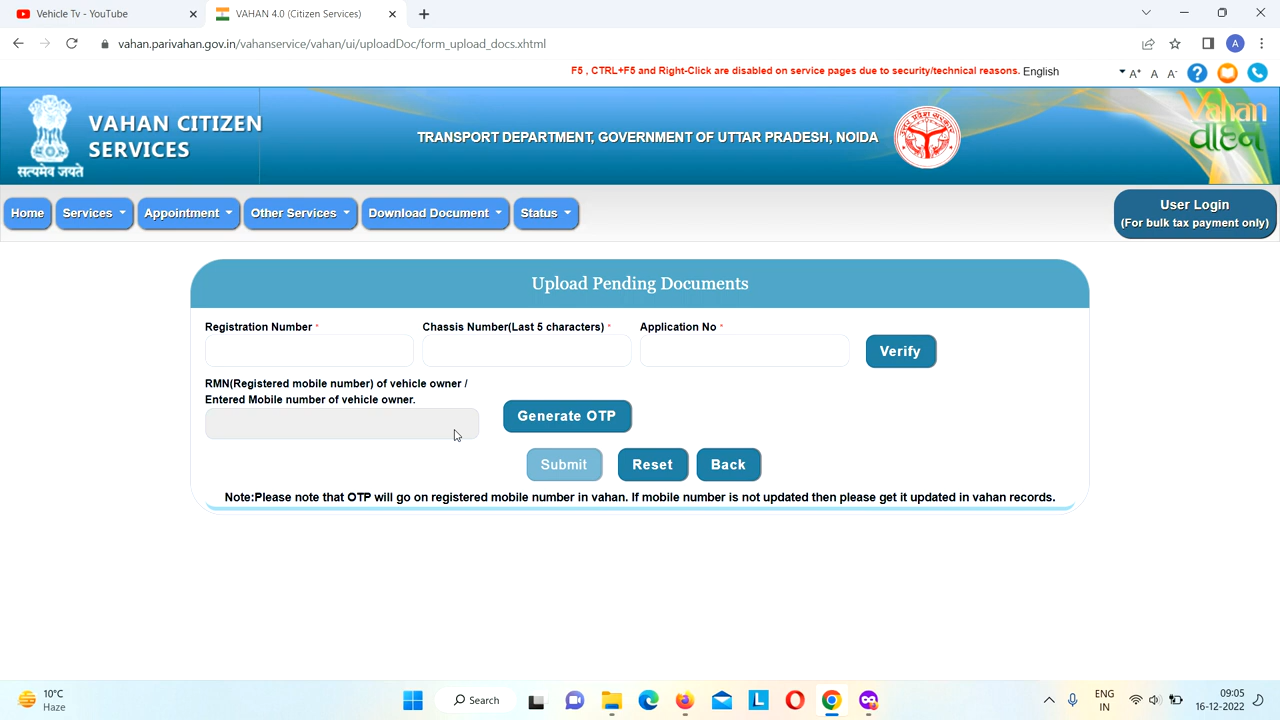 Vehicle Tv - YouTube
VAHAN 4.0 (Citizen Services)
vahan.parivahan.gov.in/vahanservice/vahan/ui/uploadDoc/form_upload_docs.xhtml
A
F5 , CTRL+F5 and Right-Click are disabled on service pages due to security/technical reasons. English
A+ A A- ?
सत्यमेव जयते
VAHAN CITIZEN
SERVICES
TRANSPORT DEPARTMENT, GOVERNMENT OF UTTAR PRADESH, NOIDA
Vahan
वाहन
Home Services Appointment Other Services Download Document Status
User Login
(For bulk tax payment only)
Upload Pending Documents
Registration Number * Chassis Number(Last 5 characters) * Application No *
Verify
RMN(Registered mobile number) of vehicle owner /
Entered Mobile number of vehicle owner.
Generate OTP
Submit Reset Back
Note:Please note that OTP will go on registered mobile number in vahan. If mobile number is not updated then please get it updated in vahan records.
10°C
Haze
Search
L
ENG
IN
09:05
16-12-2022